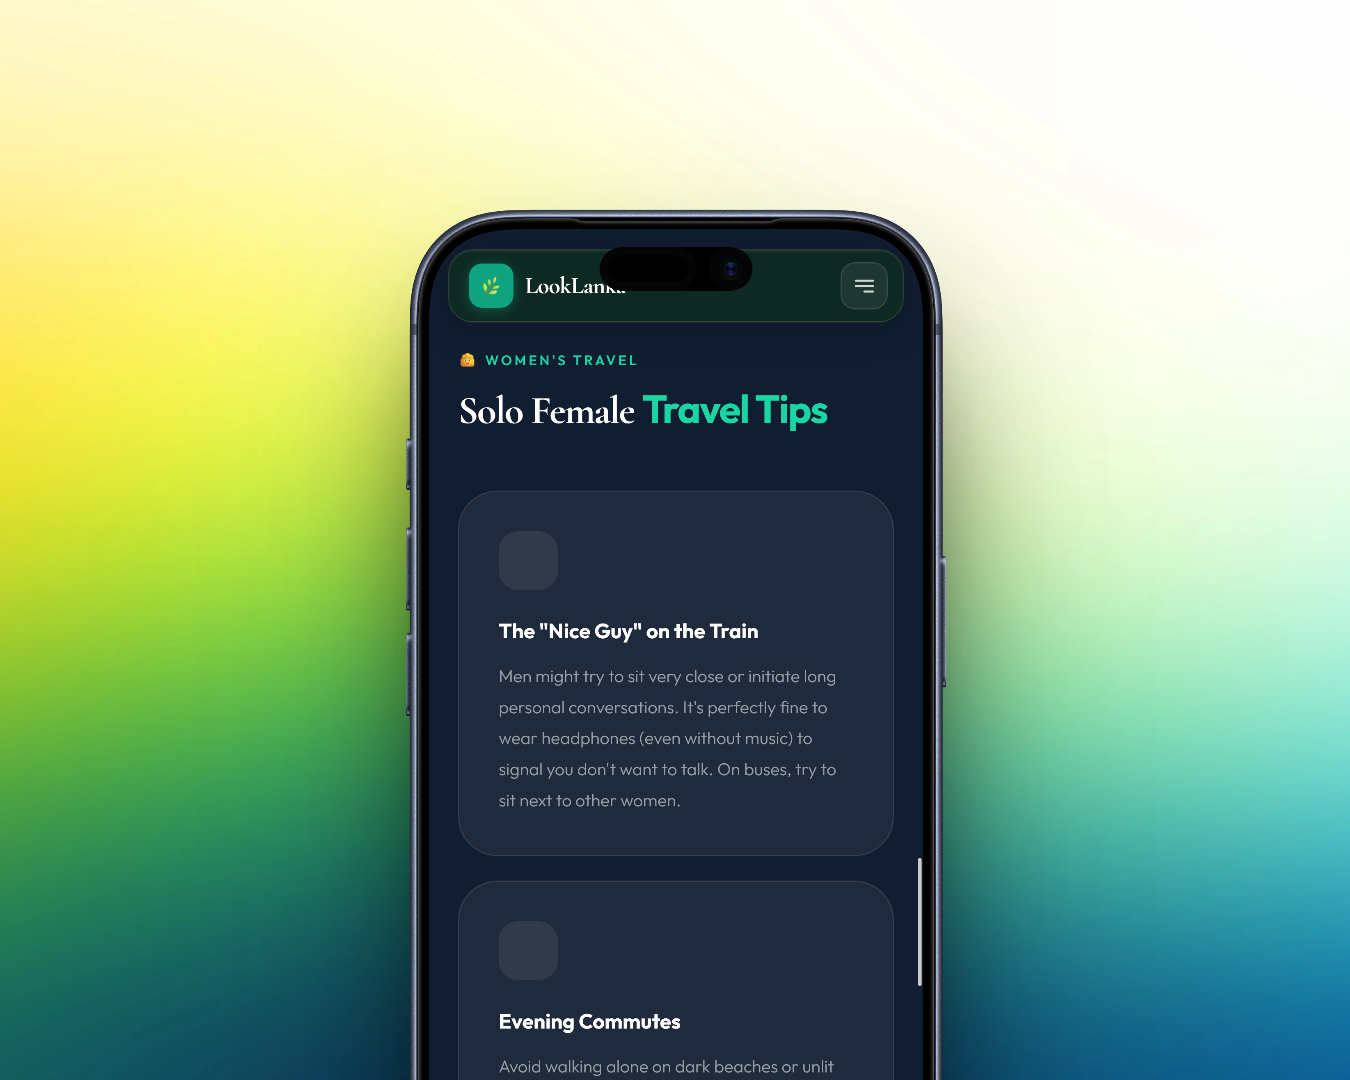 LookLanka
WOMEN'S TRAVEL
Solo Female Travel Tips
The "Nice Guy" on the Train
Men might try to sit very close or initiate long
personal conversations. It's perfectly fine to
wear headphones (even without music) to
signal you don't want to talk. On buses, try to
sit next to other women.
Evening Commutes
Avoid walking alone on dark beaches or unlit